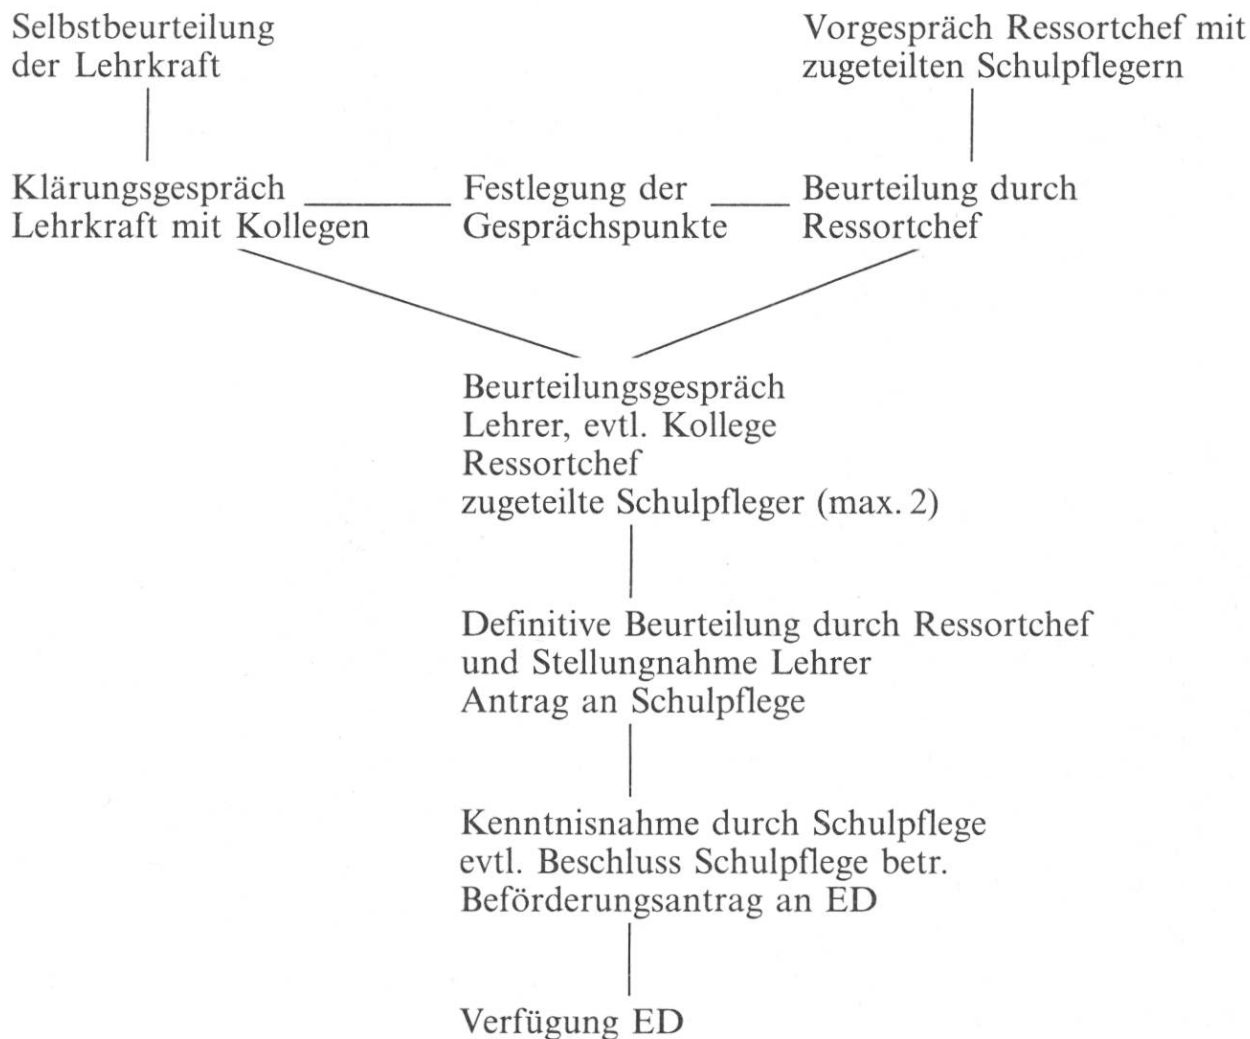 Selbstbeurteilung
der Lehrkraft
Vorgespräch Ressortchef mit
zugeteilten Schulpflegern
Klärungsgespräch
Lehrkraft mit Kollegen
Festlegung der
Gesprächspunkte
Beurteilung durch
Ressortchef
Beurteilungsgespräch
Lehrer, evtl. Kollege
Ressortchef
zugeteilte Schulpfleger (max. 2)
Definitive Beurteilung durch Ressortchef
und Stellungnahme Lehrer
Antrag an Schulpflege
Kenntnisnahme durch Schulpflege
evtl. Beschluss Schulpflege betr.
Beförderungsantrag an ED
Verfügung ED